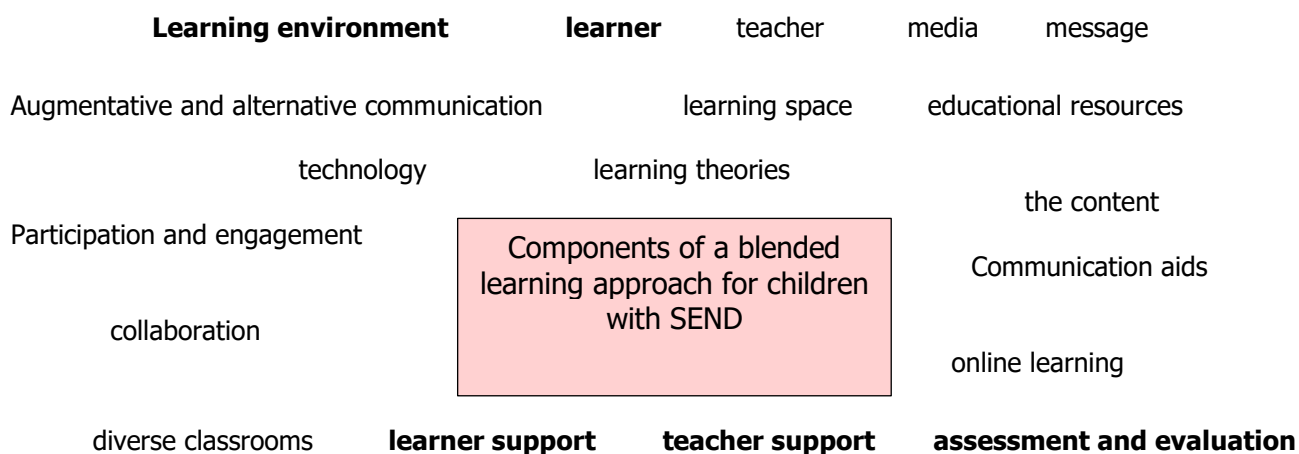 Learning environment learner teacher media message
Augmentative and alternative communication learning space educational resources
technology learning theories
the content
Participation and engagement
Components of a blended
learning approach for children
with SEND
Communication aids
collaboration
online learning
diverse classrooms learner support teacher support assessment and evaluation